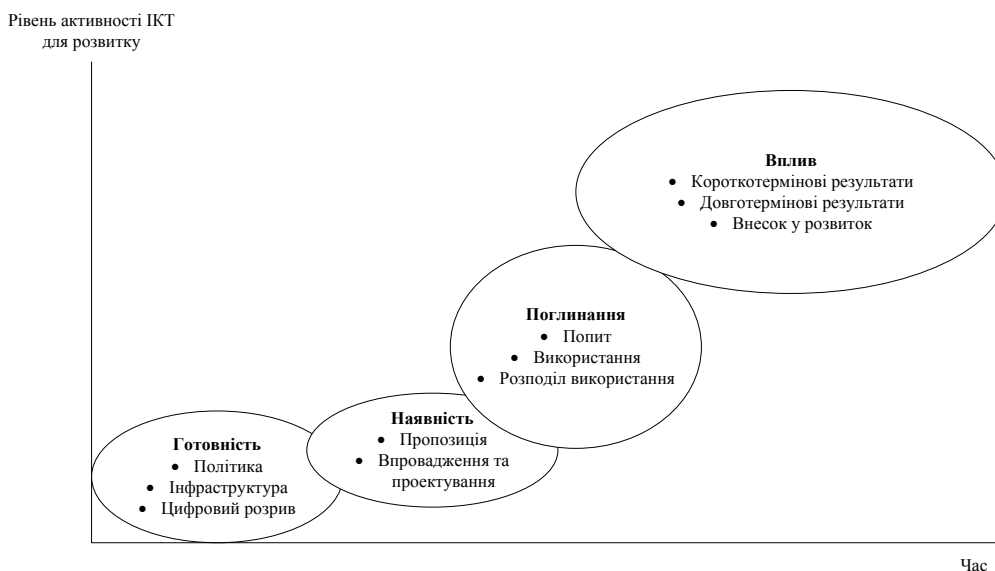 Рівень активності ІКТ
для розвитку
Вплив
• Короткотермінові результати
• Довготермінові результати
• Внесок у розвиток
Поглинання
• Попит
• Використання
• Розподіл використання
Наявність
• Пропозиція
• Впровадження та
проектування
Готовність
• Політика
• Інфраструктура
• Цифровий розрив
Час